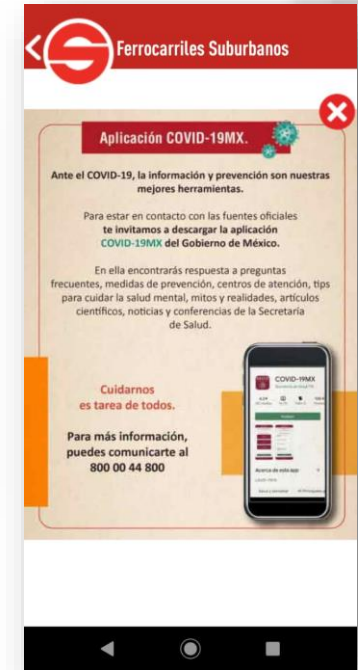 Ferrocarriles Suburbanos
Aplicación COVID-19MX.
Ante el COVID-19, la información y prevención son nuestras
mejores herramientas.
Para estar en contacto con las fuentes oficiales
te invitamos a descargar la aplicación
COVID-19MX del Gobierno de México.
En ella encontrarás respuesta a preguntas
frecuentes, medidas de prevención, centros de atención, tips
para cuidar la salud mental, mitos y realidades, artículos
científicos, noticias y conferencias de la Secretaría
de Salud.
Cuidarnos
es tarea de todos.
Para más información,
puedes comunicarte al
800 00 44 800
COVID-19MX
Acerca de esta app